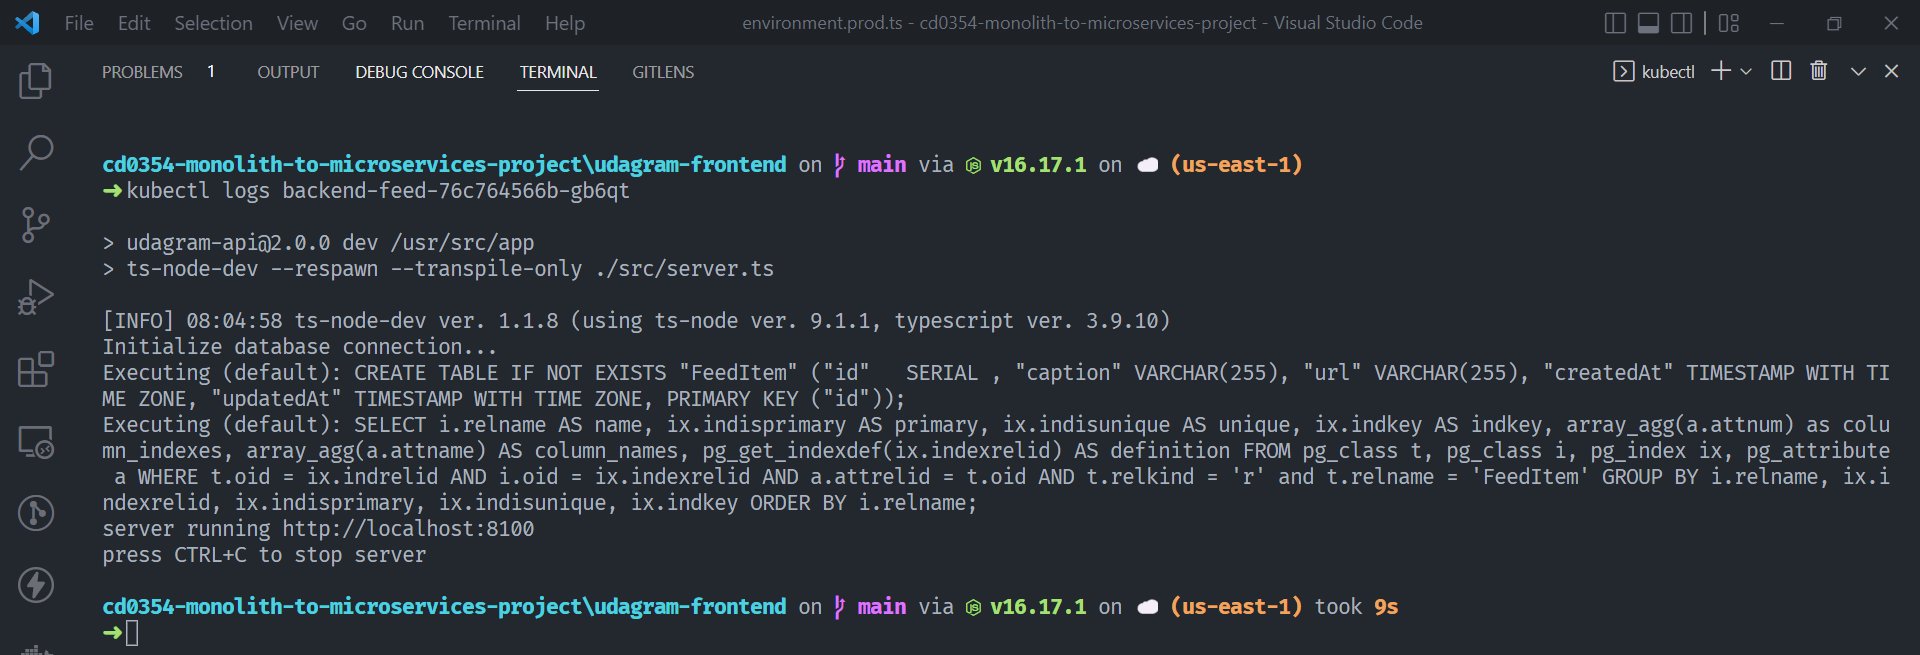 File Edit Selection View Go Run Terminal Help environment.prod.ts - cd0354-monolith-to-microservices-project - Visual Studio Code
PROBLEMS 1 OUTPUT DEBUG CONSOLE TERMINAL GITLENS kubectl
cd0354-monolith-to-microservices-project\udagram-frontend on main via v16.17.1 on (us-east-1)
➜ kubectl logs backend-feed-76c764566b-gb6qt
> udagram-api@2.0.0 dev /usr/src/app
> ts-node-dev --respawn --transpile-only ./src/server.ts
[INFO] 08:04:58 ts-node-dev ver. 1.1.8 (using ts-node ver. 9.1.1, typescript ver. 3.9.10)
Initialize database connection...
Executing (default): CREATE TABLE IF NOT EXISTS "FeedItem" ("id"   SERIAL , "caption" VARCHAR(255), "url" VARCHAR(255), "createdAt" TIMESTAMP WITH TI
ME ZONE, "updatedAt" TIMESTAMP WITH TIME ZONE, PRIMARY KEY ("id"));
Executing (default): SELECT i.relname AS name, ix.indisprimary AS primary, ix.indisunique AS unique, ix.indkey AS indkey, array_agg(a.attnum) as colu
mn_indexes, array_agg(a.attname) AS column_names, pg_get_indexdef(ix.indexrelid) AS definition FROM pg_class t, pg_class i, pg_index ix, pg_attribute
 a WHERE t.oid = ix.indrelid AND i.oid = ix.indexrelid AND a.attrelid = t.oid AND t.relkind = 'r' and t.relname = 'FeedItem' GROUP BY i.relname, ix.i
ndexrelid, ix.indisprimary, ix.indisunique, ix.indkey ORDER BY i.relname;
server running http://localhost:8100
press CTRL+C to stop server
cd0354-monolith-to-microservices-project\udagram-frontend on main via v16.17.1 on (us-east-1) took 9s
➜